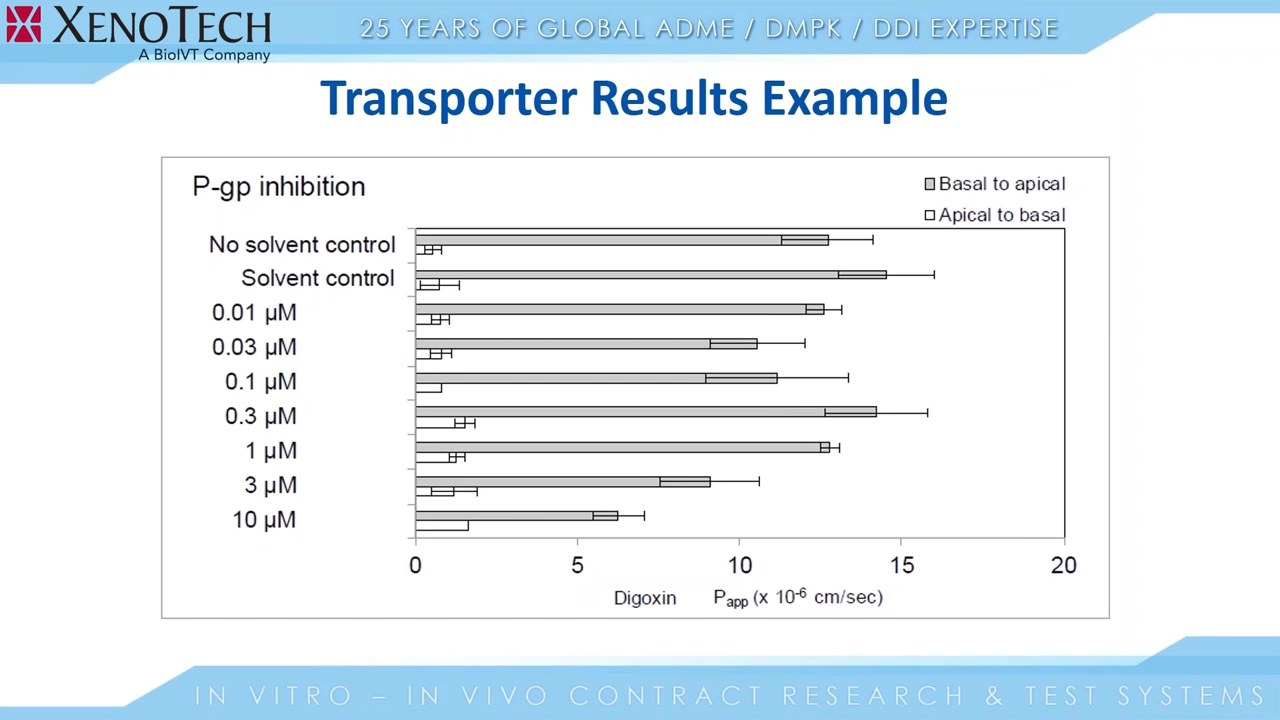 XENOTECH
A BioIVT Company
25 YEARS OF GLOBAL ADME / DMPK / DDI EXPERTISE
Transporter Results Example
P-gp inhibition
Basal to apical
Apical to basal
No solvent control
Solvent control
0.01 µM
0.03 µM
0.1 µM
0.3 µM
1 µM
3 µM
10 µM
0 5 10 15 20
Digoxin Papp (x 10-6 cm/sec)
IN VITRO – IN VIVO CONTRACT RESEARCH & TEST SYSTEMS